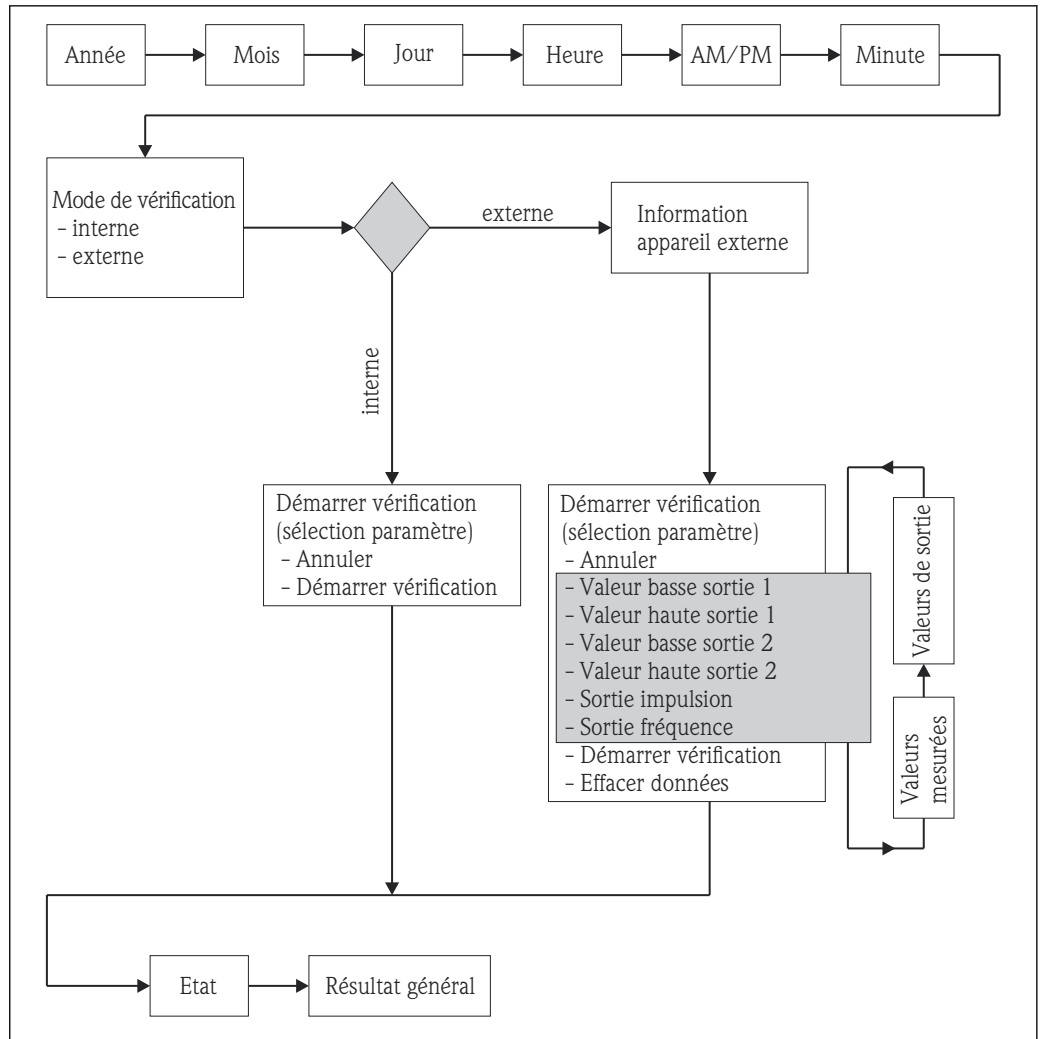 Année
Mois
Jour
Heure
AM/PM
Minute
Mode de vérification
- interne
- externe
externe
Information
appareil externe
interne
Démarrer vérification
(sélection paramètre)
- Annuler
- Démarrer vérification
Démarrer vérification
(sélection paramètre)
- Annuler
- Valeur basse sortie 1
- Valeur haute sortie 1
- Valeur basse sortie 2
- Valeur haute sortie 2
- Sortie impulsion
- Sortie fréquence
- Démarrer vérification
- Effacer données
Valeurs de sortie
Valeurs
mesurées
Etat
Résultat général